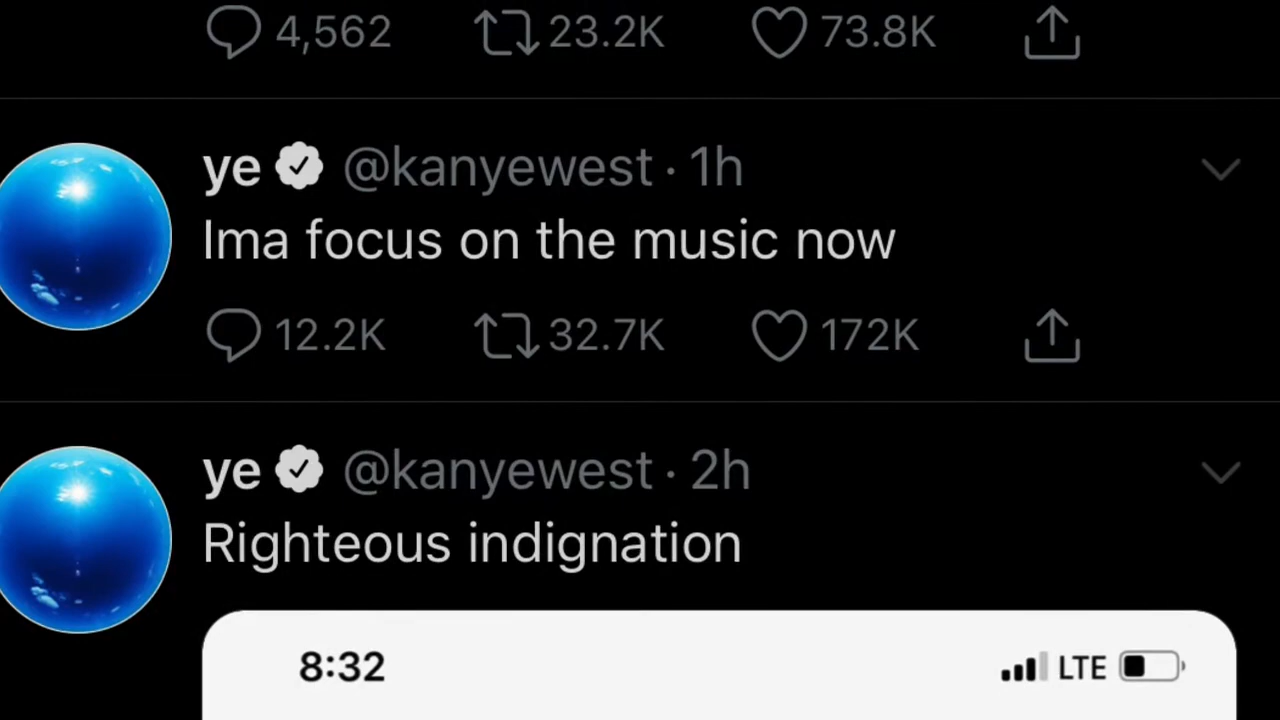 4,562 23.2K 73.8K
ye @kanyewest · 1h
Ima focus on the music now
12.2K 32.7K 172K
ye @kanyewest · 2h
Righteous indignation
8:32 LTE